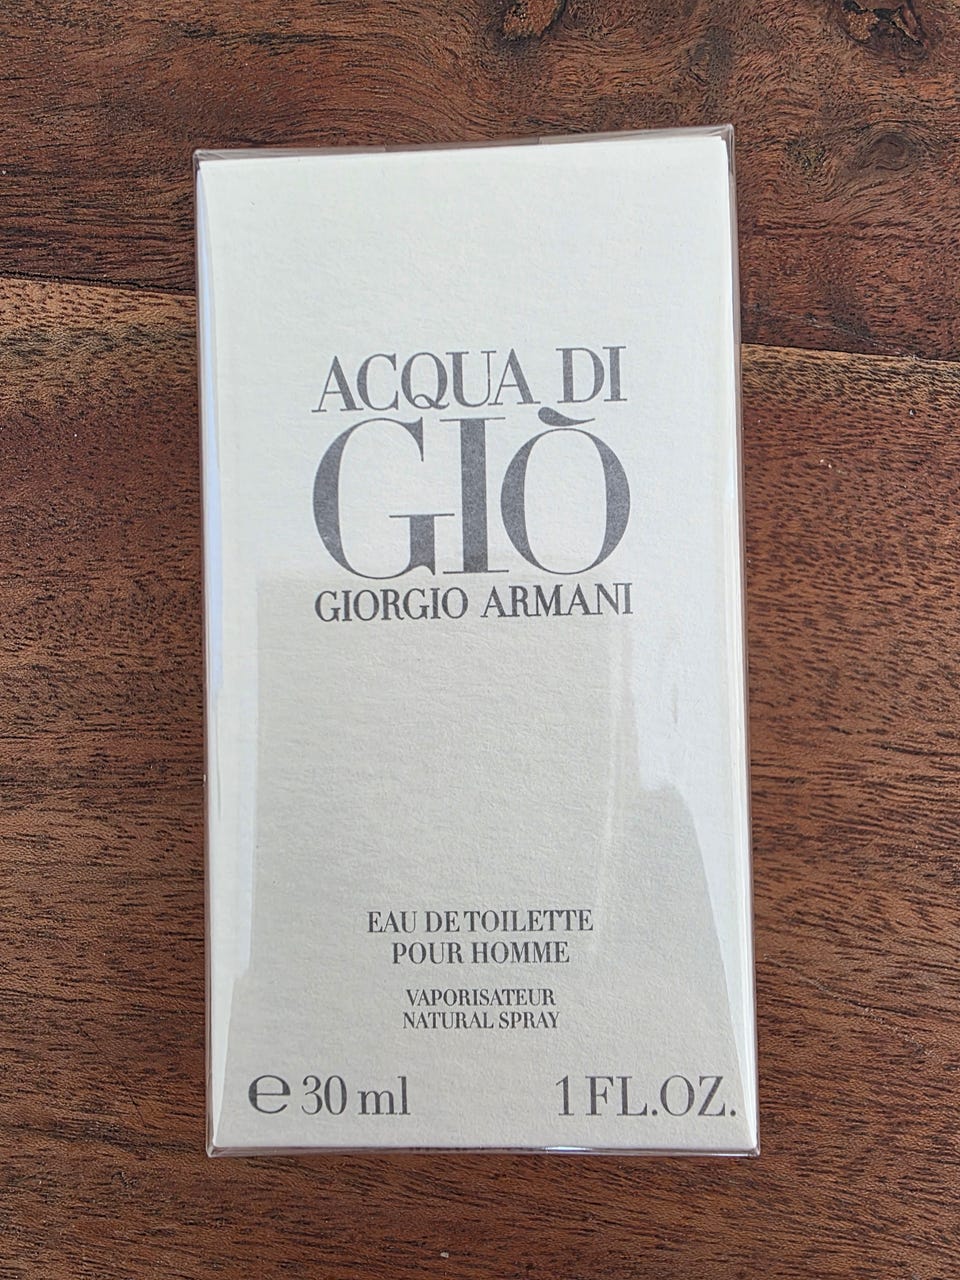 ACQUA DI
GIÒ
GIORGIO ARMANI
EAU DE TOILETTE
POUR HOMME
VAPORISATEUR
NATURAL SPRAY
℮ 30 ml 1 FL.OZ.